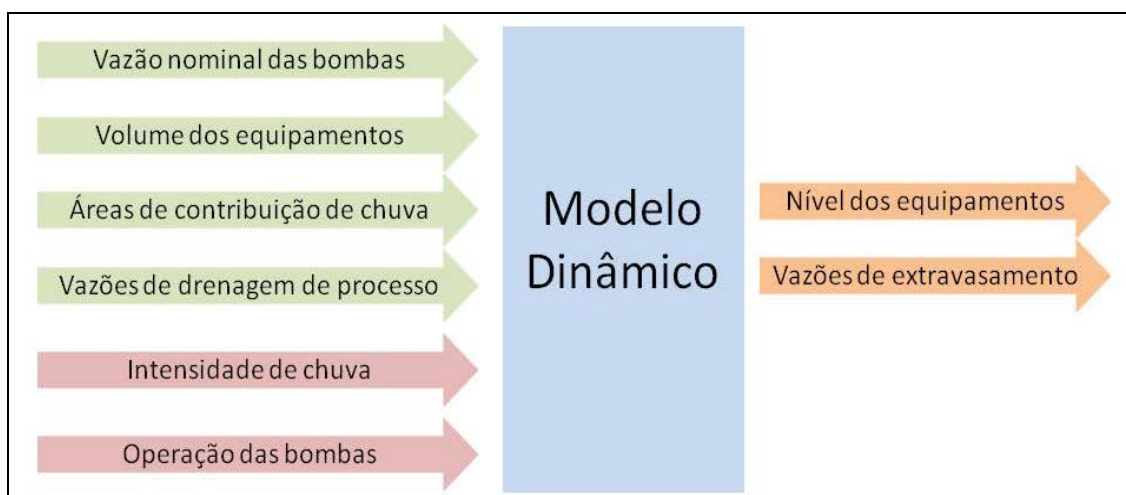 Vazão nominal das bombas
Volume dos equipamentos
Áreas de contribuição de chuva
Vazões de drenagem de processo
Intensidade de chuva
Operação das bombas
Modelo
Dinâmico
Nível dos equipamentos
Vazões de extravasamento